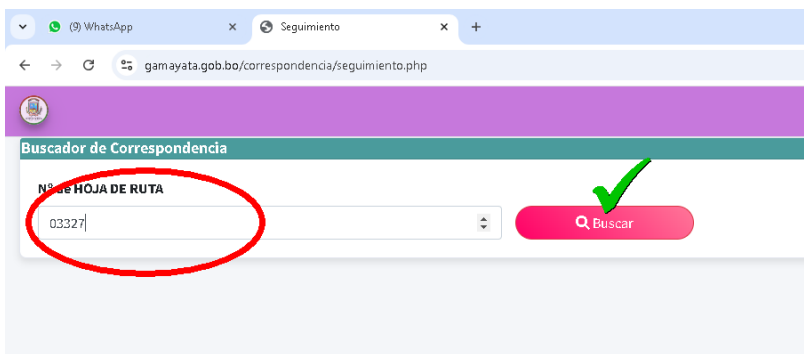 (9) WhatsApp
Seguimiento
gamayata.gob.bo/correspondencia/seguimiento.php
Buscador de Correspondencia
Nº de HOJA DE RUTA
03327
Buscar